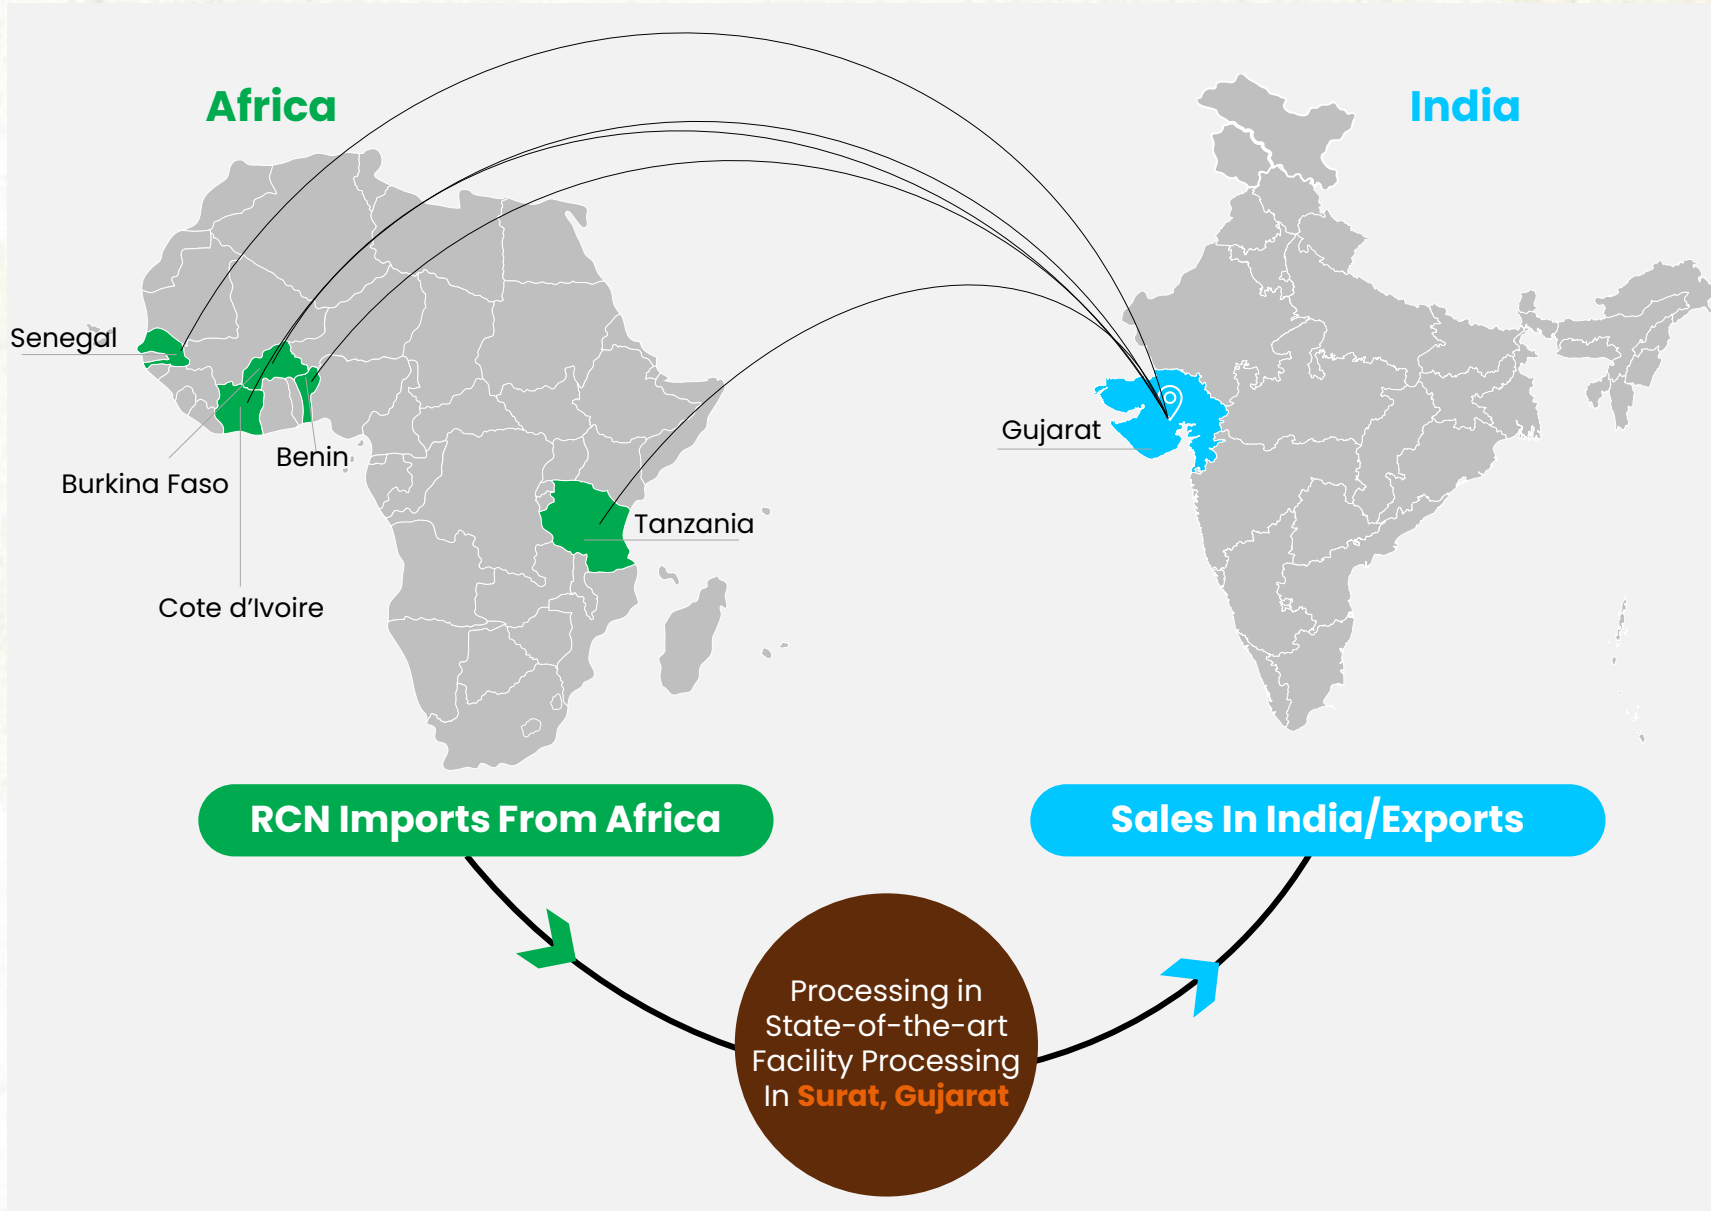 Africa
India
Senegal
Gujarat
Benin
Burkina Faso
Tanzania
Cote d’Ivoire
RCN Imports From Africa
Sales In India/Exports
Processing in
State-of-the-art
Facility Processing
In Surat, Gujarat